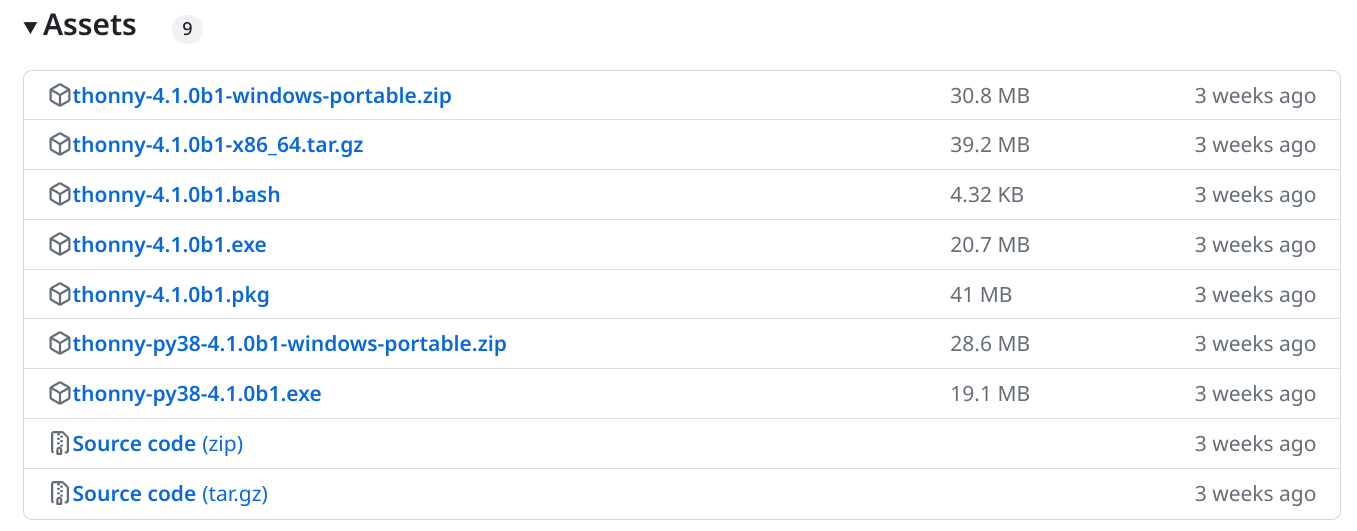 Assets 9
thonny-4.1.0b1-windows-portable.zip 30.8 MB 3 weeks ago
thonny-4.1.0b1-x86_64.tar.gz 39.2 MB 3 weeks ago
thonny-4.1.0b1.bash 4.32 KB 3 weeks ago
thonny-4.1.0b1.exe 20.7 MB 3 weeks ago
thonny-4.1.0b1.pkg 41 MB 3 weeks ago
thonny-py38-4.1.0b1-windows-portable.zip 28.6 MB 3 weeks ago
thonny-py38-4.1.0b1.exe 19.1 MB 3 weeks ago
Source code (zip) 3 weeks ago
Source code (tar.gz) 3 weeks ago